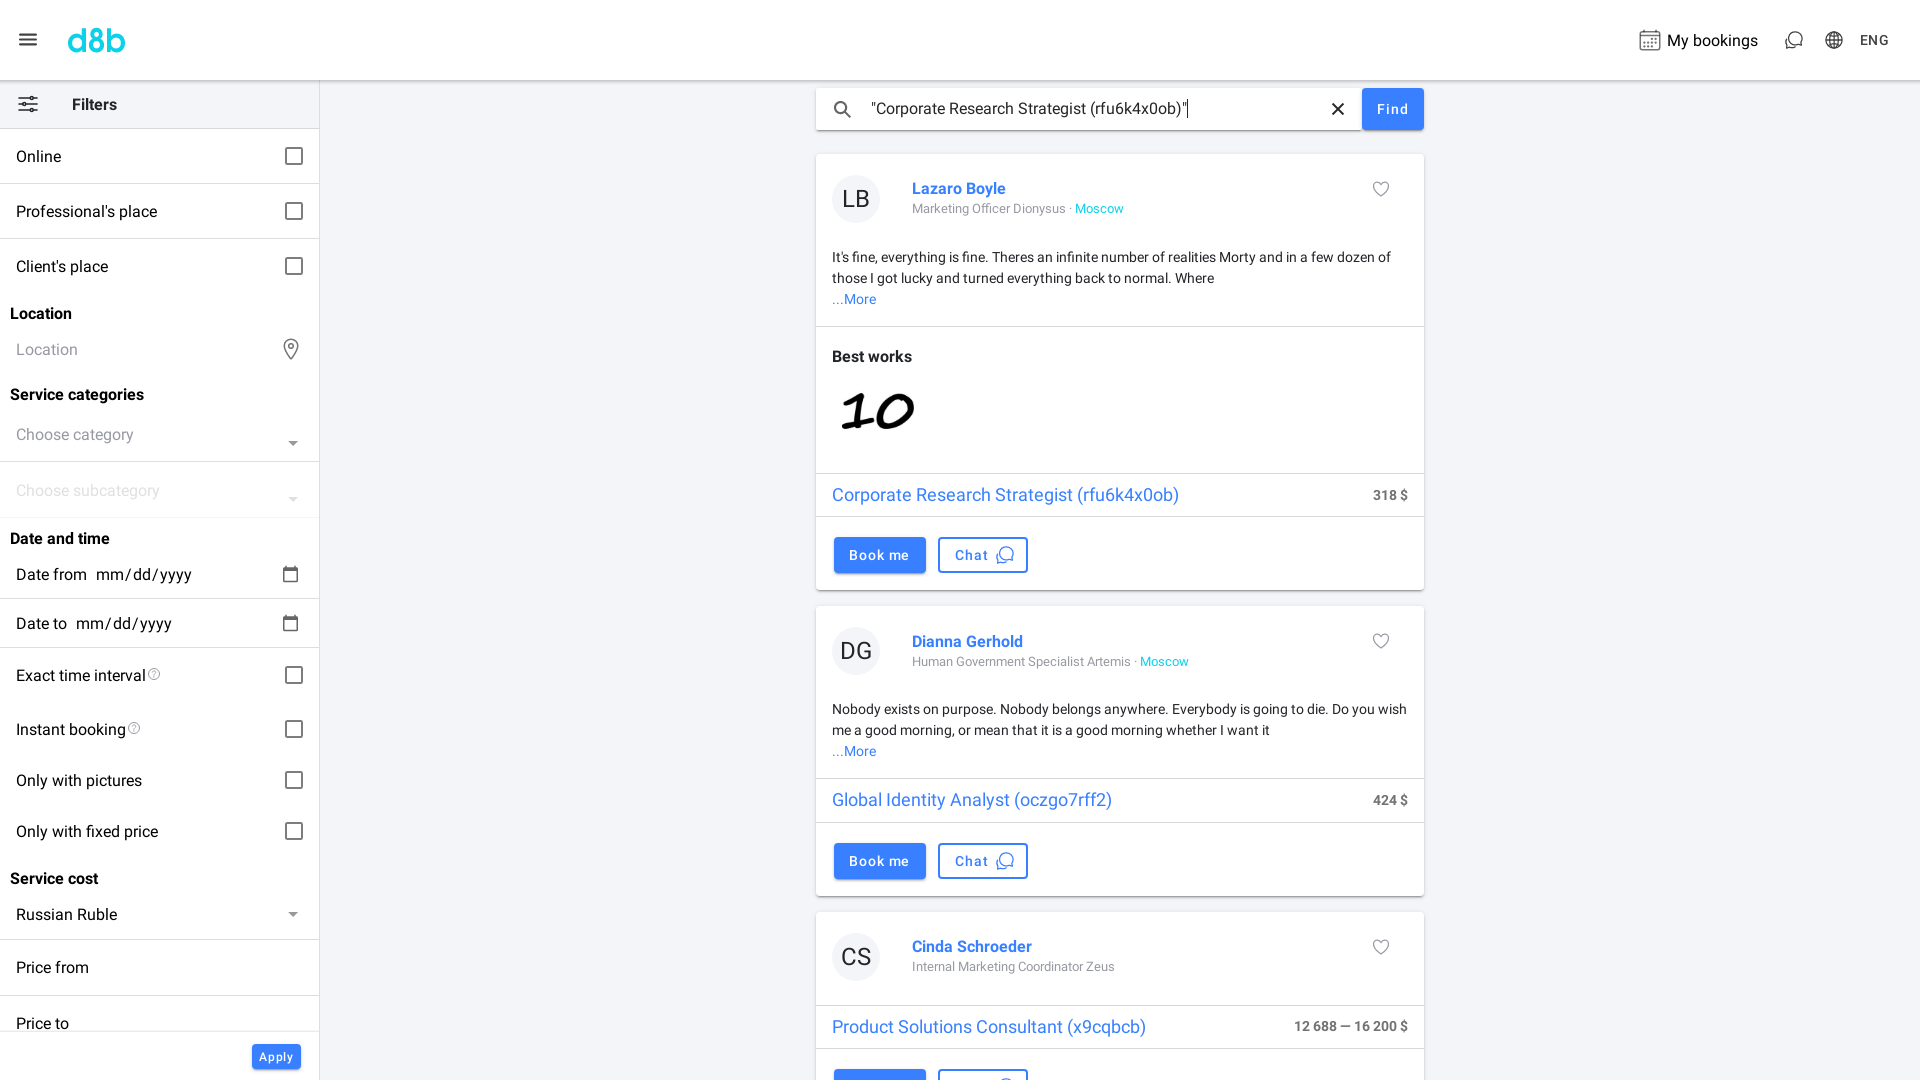 d8b
My bookings
ENG
Filters
Online
Professional's place
Client's place
Location
Location
Service categories
Choose category
Choose subcategory
Date and time
Date from mm/dd/yyyy
Date to mm/dd/yyyy
Exact time interval
Instant booking
Only with pictures
Only with fixed price
Service cost
Russian Ruble
Price from
Price to
Apply
"Corporate Research Strategist (rfu6k4x0ob)"
Find
LB
Lazaro Boyle
Marketing Officer Dionysus · Moscow
It's fine, everything is fine. Theres an infinite number of realities Morty and in a few dozen of
those I got lucky and turned everything back to normal. Where
...More
Best works
10
Corporate Research Strategist (rfu6k4x0ob) 318 $
Book me
Chat
DG
Dianna Gerhold
Human Government Specialist Artemis · Moscow
Nobody exists on purpose. Nobody belongs anywhere. Everybody is going to die. Do you wish
me a good morning, or mean that it is a good morning whether I want it
...More
Global Identity Analyst (oczgo7rff2) 424 $
Book me
Chat
CS
Cinda Schroeder
Internal Marketing Coordinator Zeus
Product Solutions Consultant (x9cqbcb) 12 688 — 16 200 $